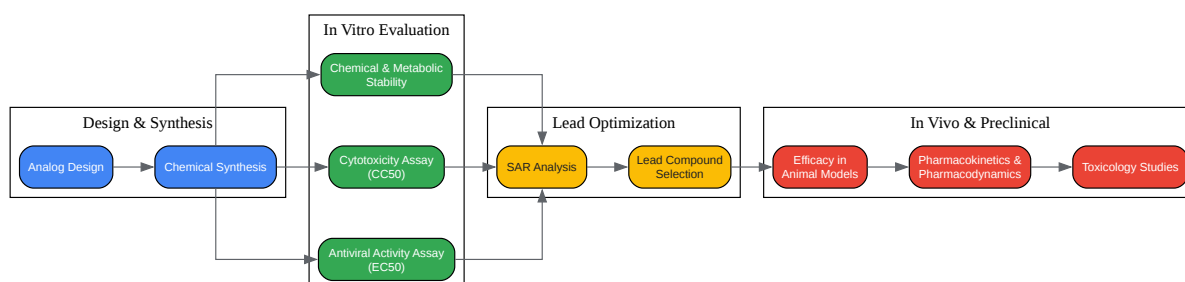 In Vitro Evaluation
Chemical & Metabolic
Stability
Design & Synthesis
Analog Design
Chemical Synthesis
Cytotoxicity Assay
(CC50)
Antiviral Activity Assay
(EC50)
Lead Optimization
SAR Analysis
Lead Compound
Selection
In Vivo & Preclinical
Efficacy in
Animal Models
Pharmacokinetics &
Pharmacodynamics
Toxicology Studies